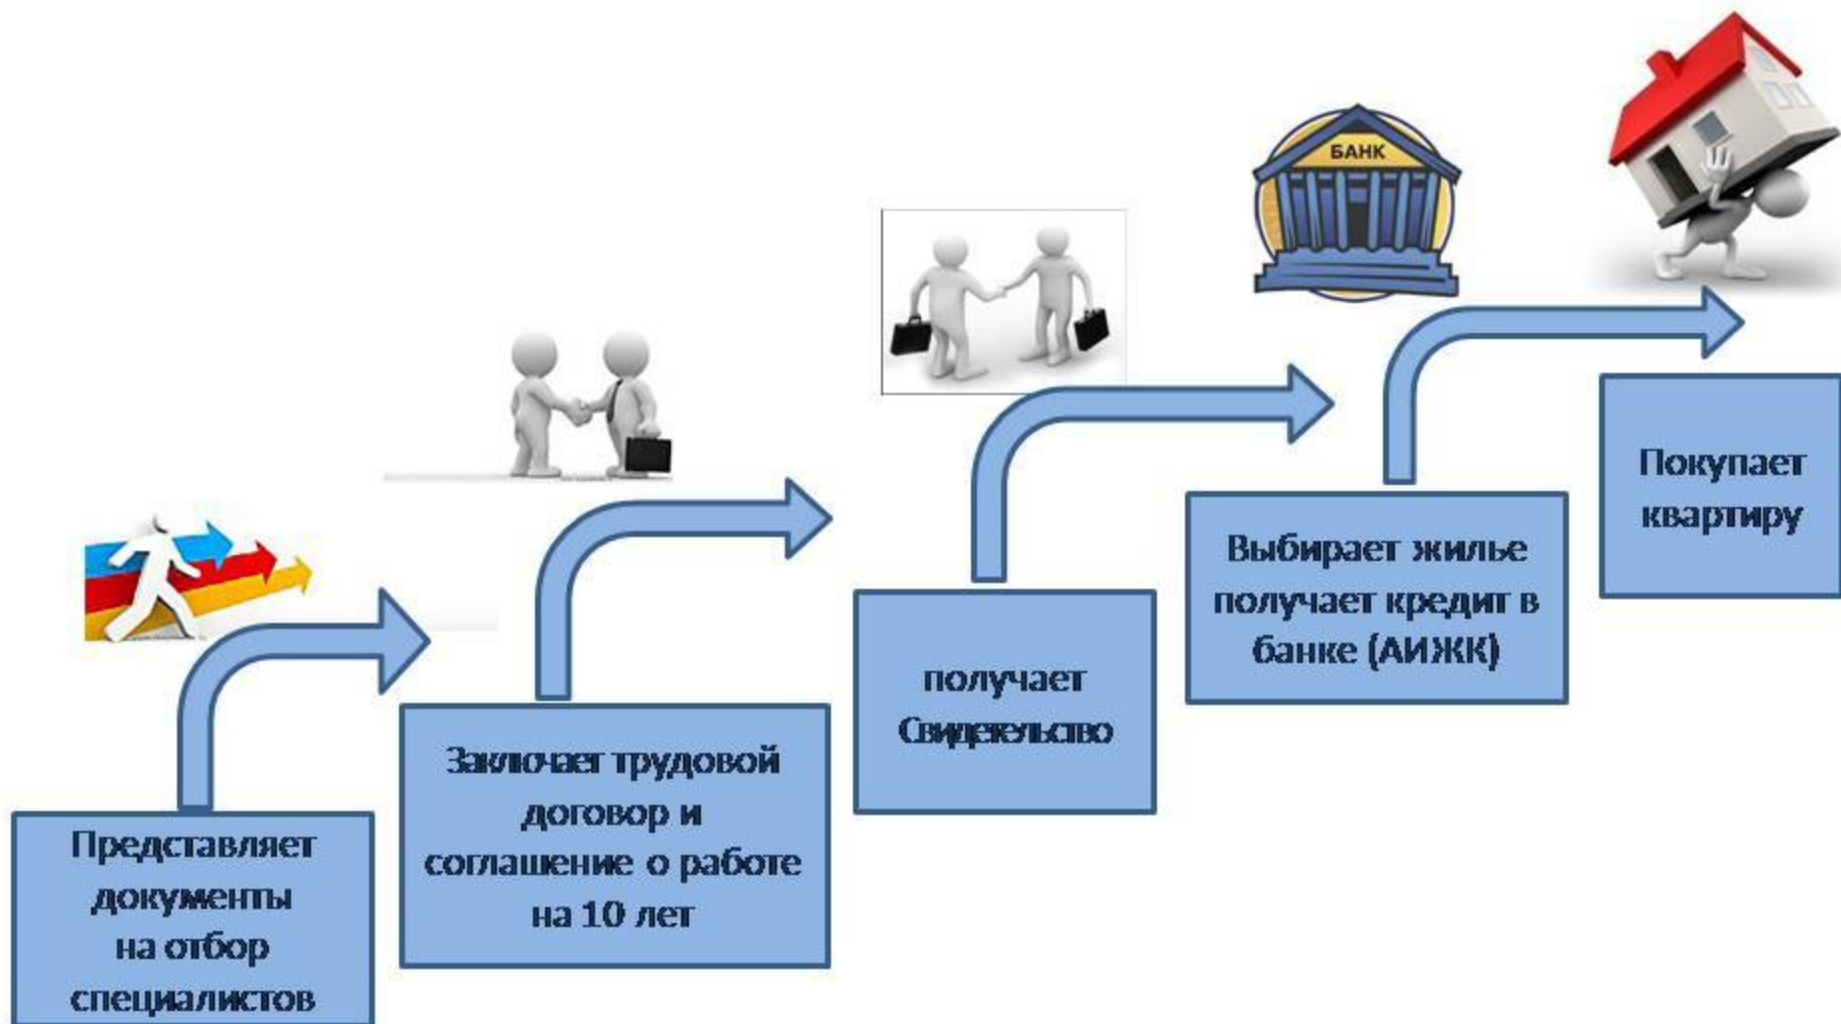 Представляет
документы
на отбор
специалистов
Заключает трудовой
договор и
соглашение о работе
на 10 лет
получает
Свидетельство
БАНК
Выбирает жилье
получает кредит в
банке (АИЖК)
Покупает
квартиру